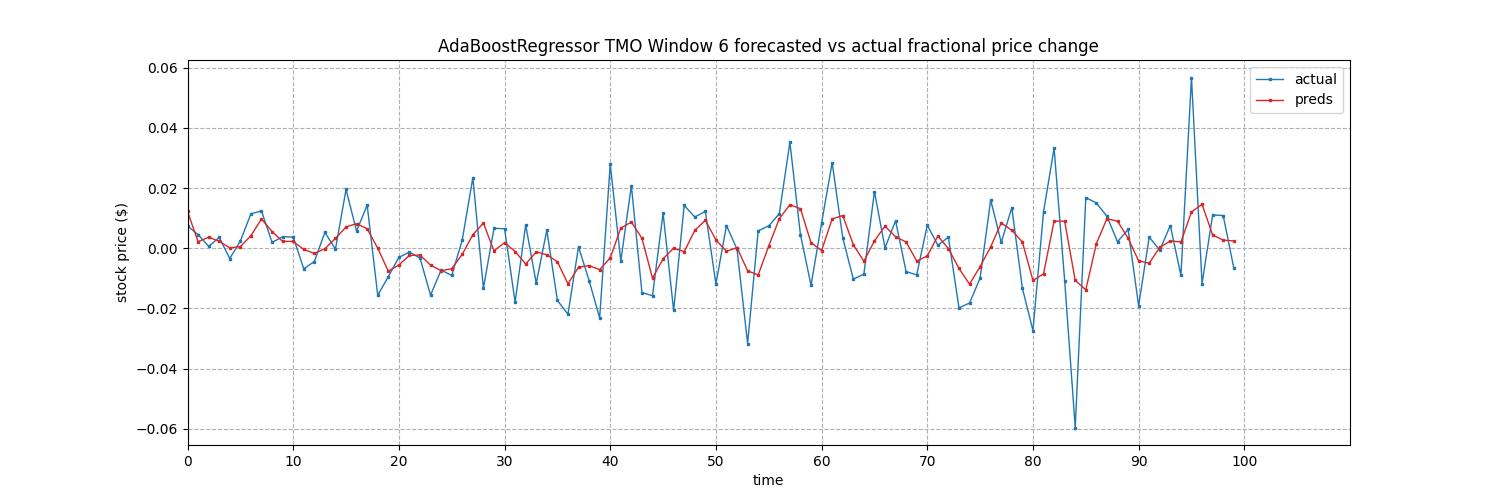 AdaBoostRegressor TMO Window 6 forecasted vs actual fractional price change
actual
preds
stock price ($)
0.06
0.04
0.02
0.00
−0.02
−0.04
−0.06
0 10 20 30 40 50 60 70 80 90 100
time